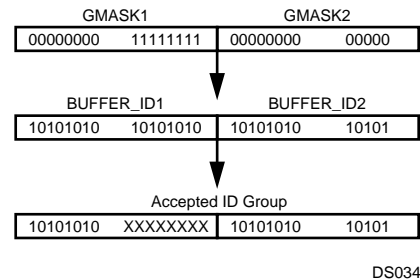 GMASK1 GMASK2
00000000 11111111 00000000 00000
BUFFER_ID1 BUFFER_ID2
10101010 10101010 10101010 10101
Accepted ID Group
10101010 XXXXXXXX 10101010 10101
DS034